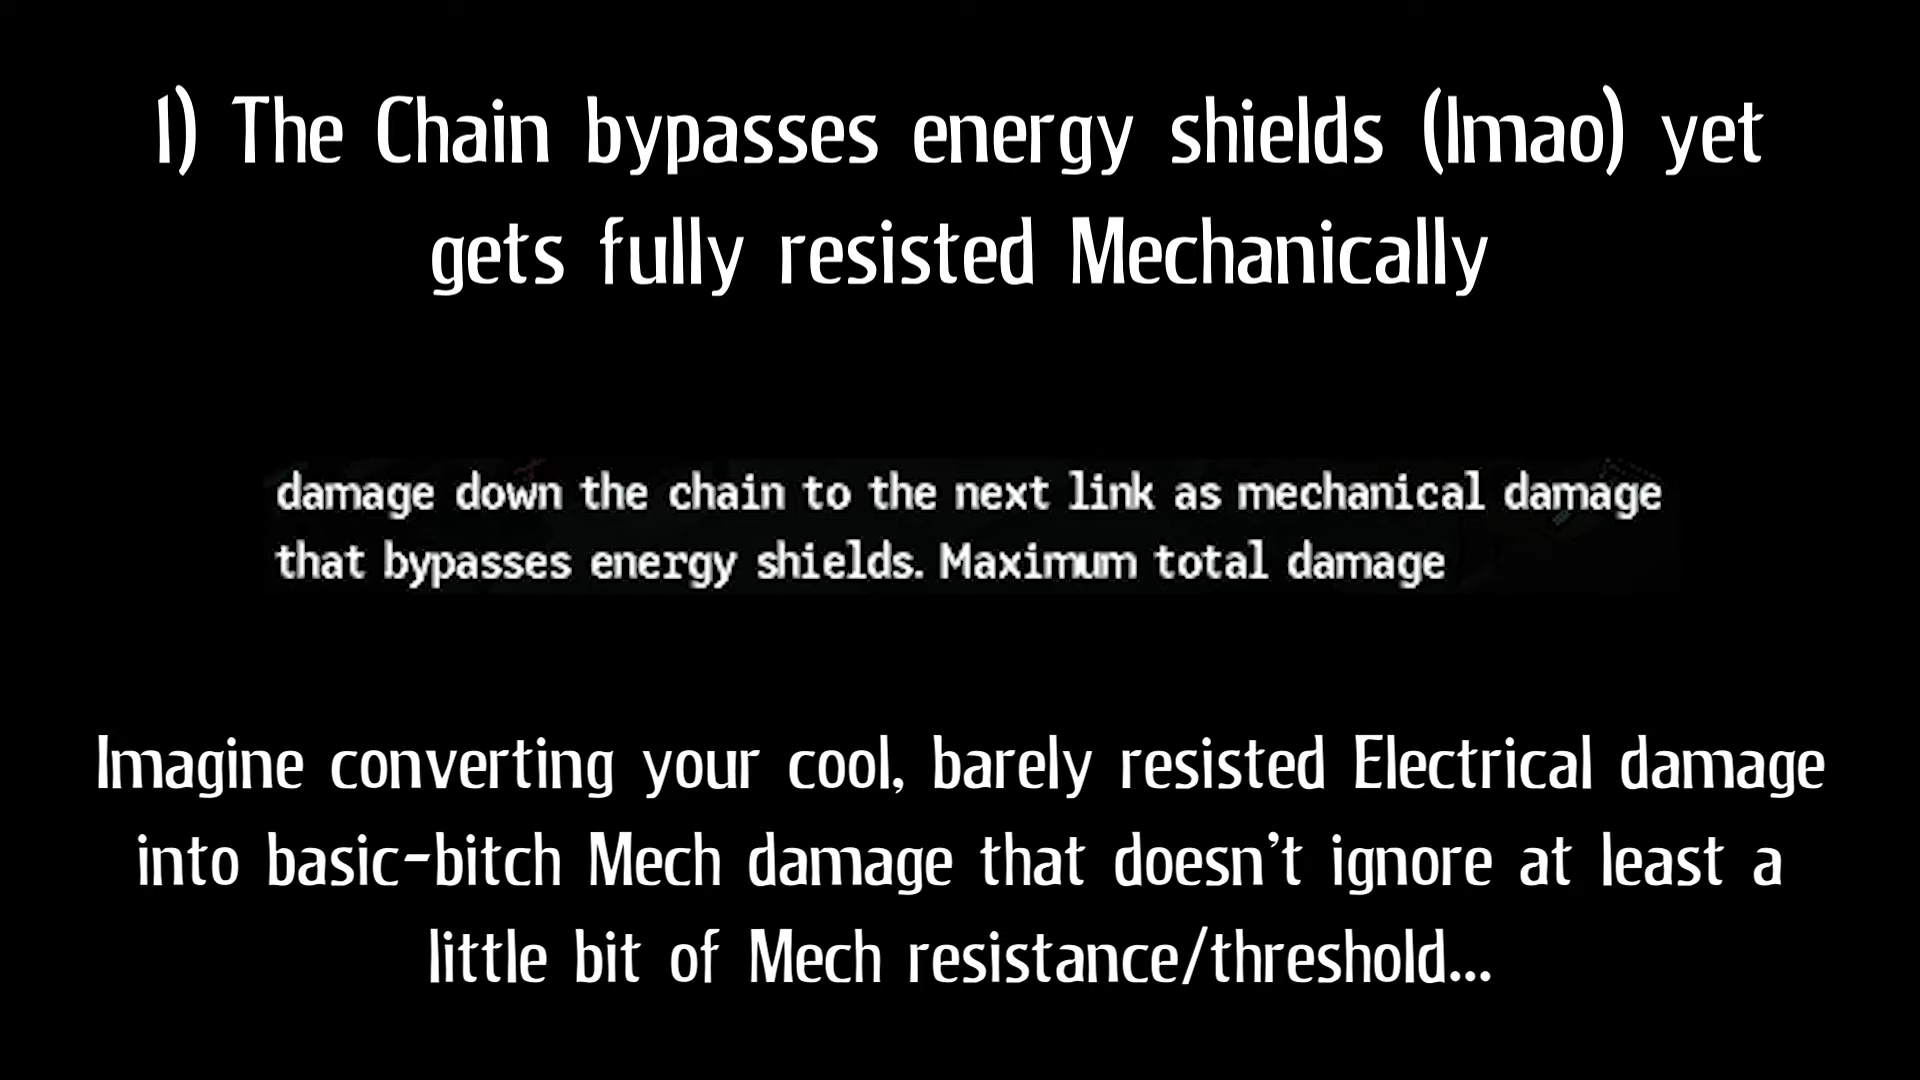 1) The Chain bypasses energy shields (lmao) yet
gets fully resisted Mechanically
damage down the chain to the next link as mechanical damage
that bypasses energy shields. Maximum total damage
Imagine converting your cool, barely resisted Electrical damage
into basic-bitch Mech damage that doesn't ignore at least a
little bit of Mech resistance/threshold...